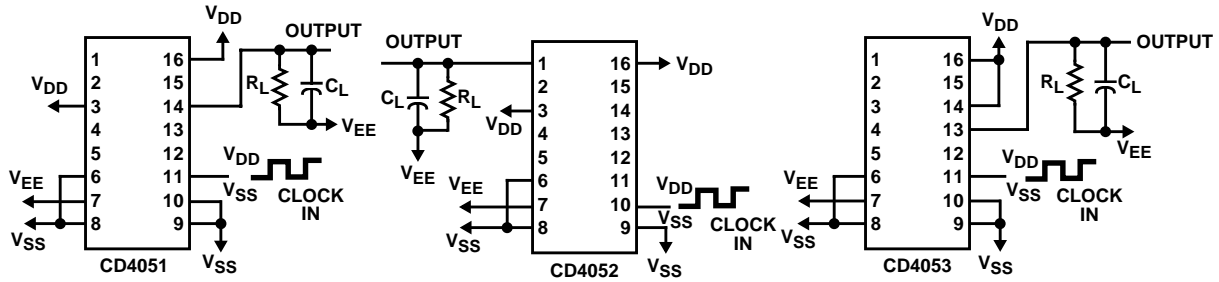 VDD
OUTPUT
1 16
2 15
VDD 3 14
4 13
5 12
6 11
7 10
8 9
RL CL
VEE
VDD
VSS
CLOCK
IN
VEE
VSS
VSS
CD4051
OUTPUT
1 16 VDD
2 15
3 14
4 13
5 12
6 11
7 10
8 9
CL RL
VDD
VEE
VEE
VSS
VDD
VSS
CLOCK
IN
VSS
CD4052
VDD
OUTPUT
1 16
2 15
3 14
4 13
5 12
6 11
7 10
8 9
RL CL
VEE
VDD
VSS
CLOCK
IN
VEE
VSS
VSS
CD4053